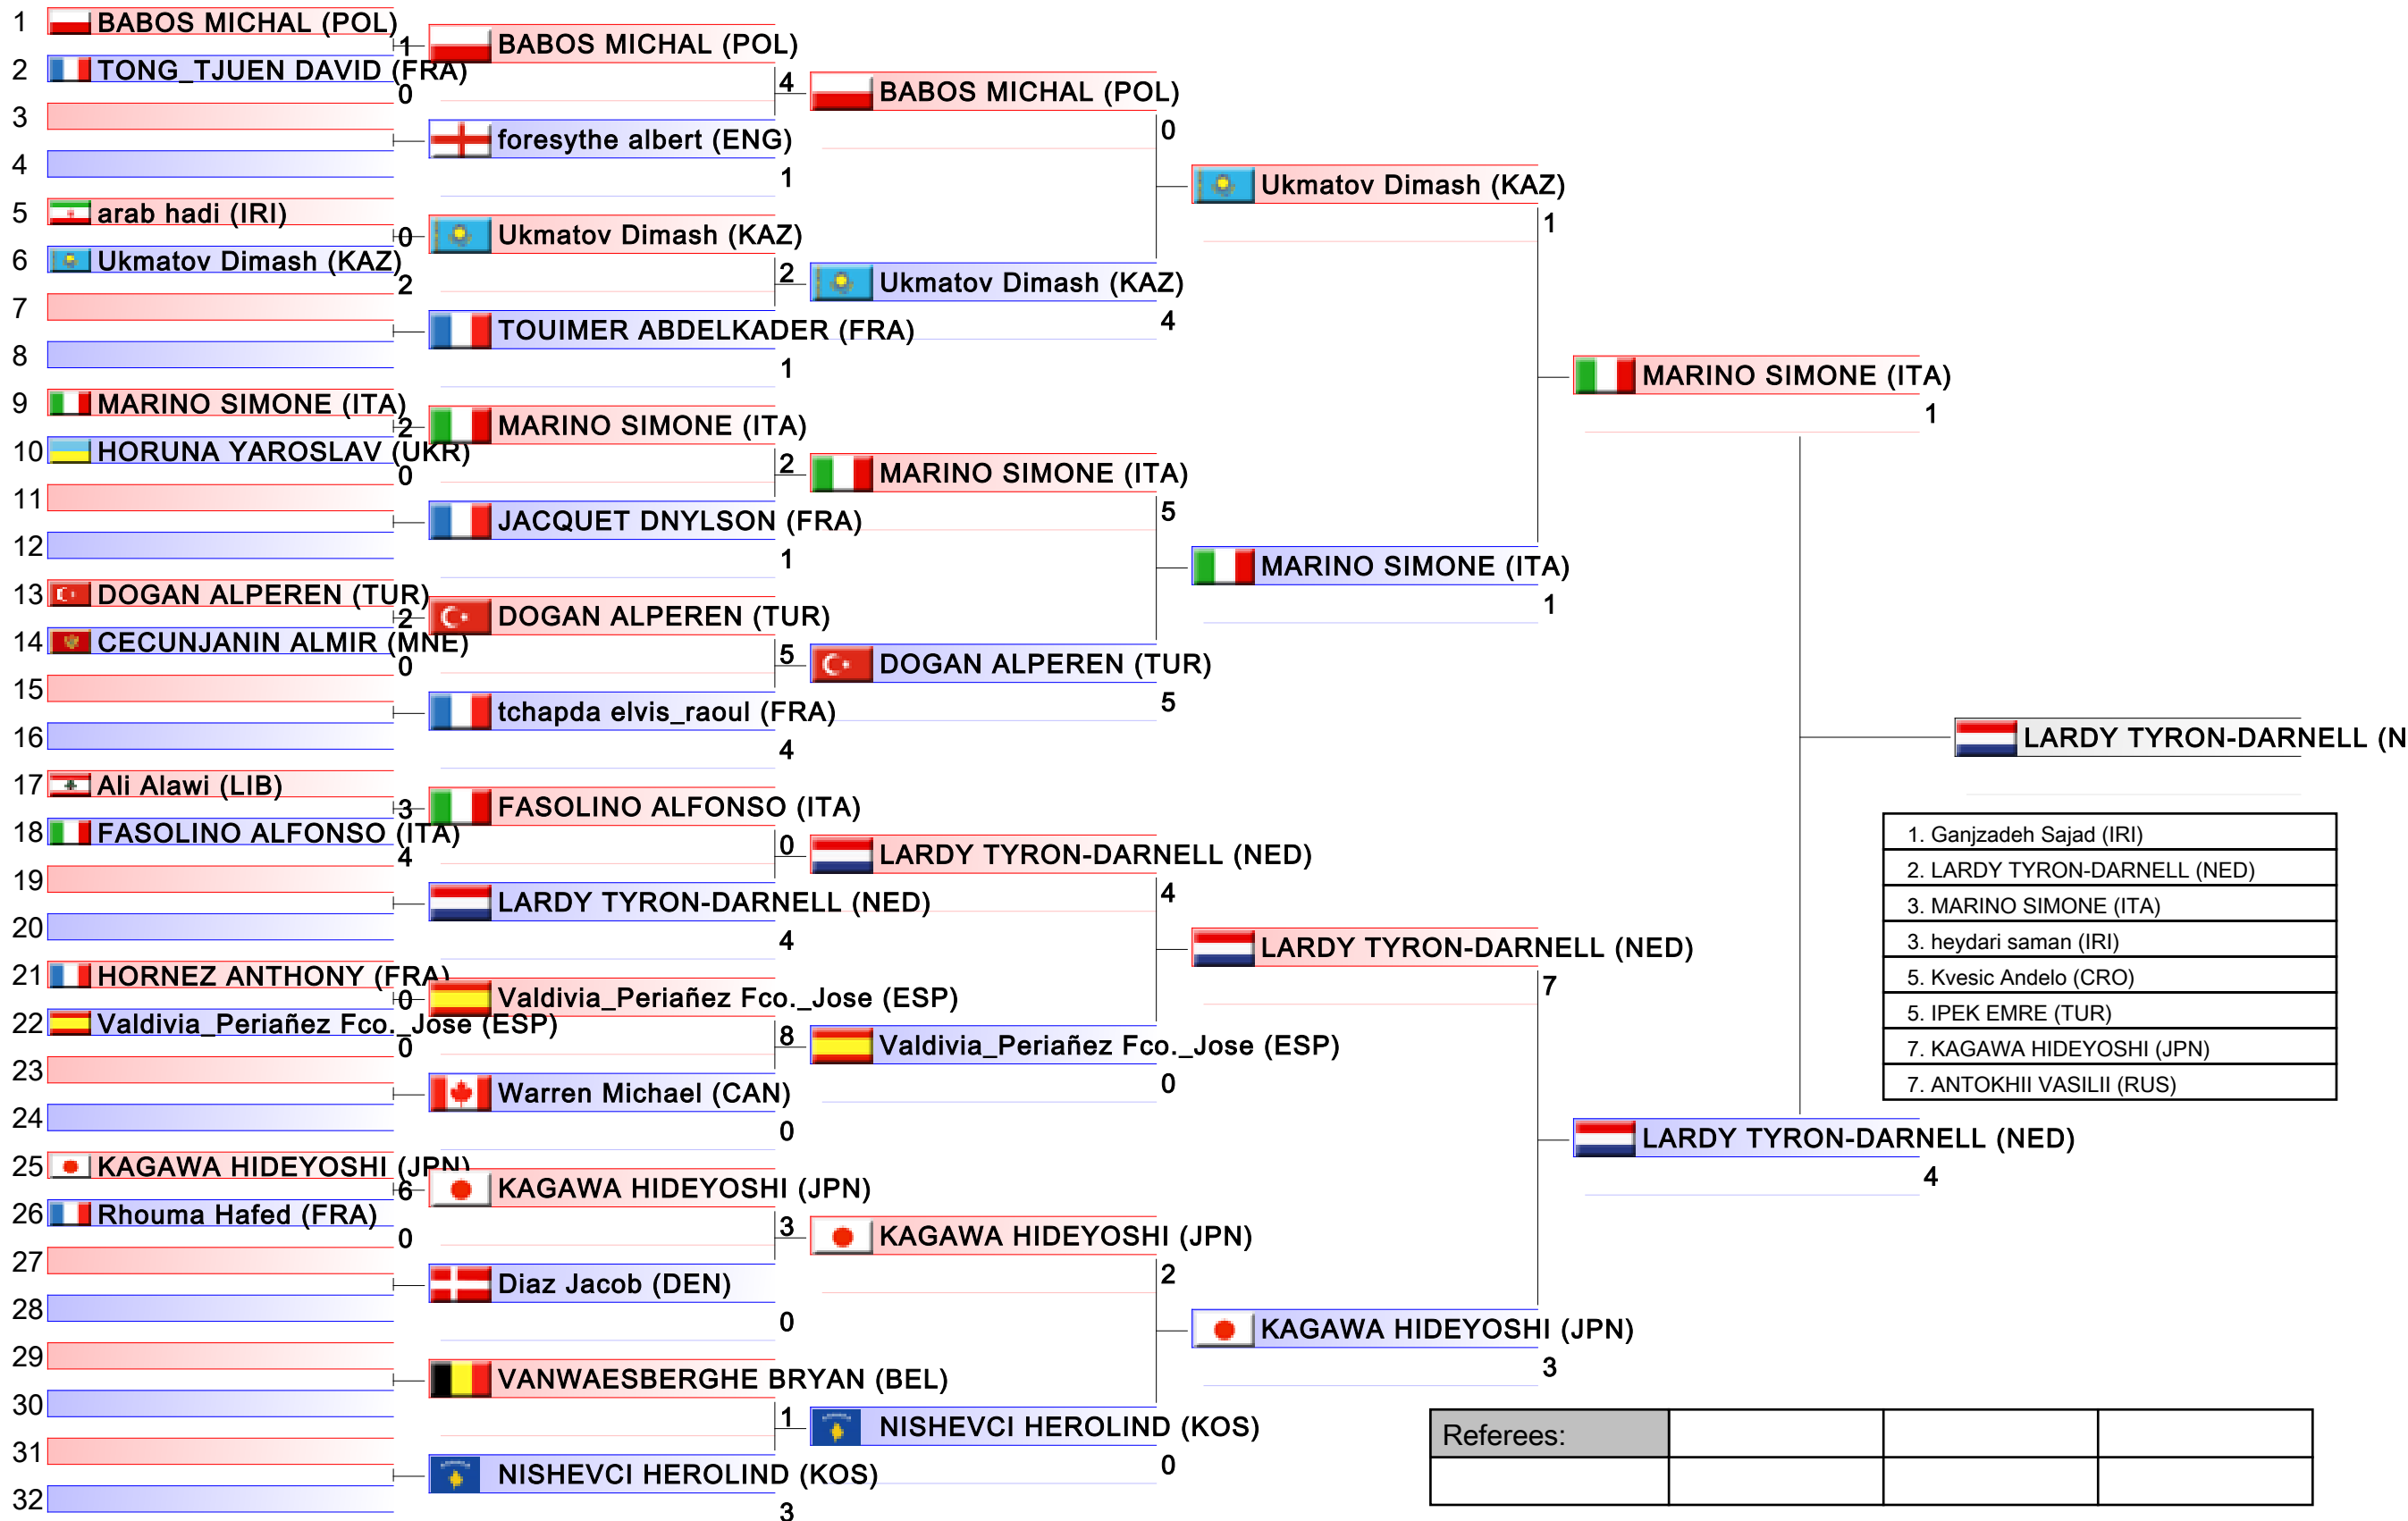 1 BABOS MICHAL (POL)
1
2 TONG_TJUEN DAVID (FRA)
0
3
4
5 arab hadi (IRI)
0
6 Ukmatov Dimash (KAZ)
2
7
8
9 MARINO SIMONE (ITA)
2
10 HORUNA YAROSLAV (UKR)
0
11
12
13 DOGAN ALPEREN (TUR)
2
14 CECUNJANIN ALMIR (MNE)
0
15
16
17 Ali Alawi (LIB)
3
18 FASOLINO ALFONSO (ITA)
4
19
20
21 HORNEZ ANTHONY (FRA)
0
22 Valdivia_Periañez Fco._Jose (ESP)
0
23
24
25 KAGAWA HIDEYOSHI (JPN)
6
26 Rhouma Hafed (FRA)
0
27
28
29
30
31
32
BABOS MICHAL (POL)
4
foresythe albert (ENG)
1
Ukmatov Dimash (KAZ)
2
TOUIMER ABDELKADER (FRA)
1
MARINO SIMONE (ITA)
2
JACQUET DNYLSON (FRA)
1
DOGAN ALPEREN (TUR)
5
tchapda elvis_raoul (FRA)
4
FASOLINO ALFONSO (ITA)
0
LARDY TYRON-DARNELL (NED)
4
Valdivia_Periañez Fco._Jose (ESP)
8
Warren Michael (CAN)
0
KAGAWA HIDEYOSHI (JPN)
3
Diaz Jacob (DEN)
0
VANWAESBERGHE BRYAN (BEL)
1
NISHEVCI HEROLIND (KOS)
3
BABOS MICHAL (POL)
0
Ukmatov Dimash (KAZ)
4
MARINO SIMONE (ITA)
5
DOGAN ALPEREN (TUR)
5
LARDY TYRON-DARNELL (NED)
4
Valdivia_Periañez Fco._Jose (ESP)
0
KAGAWA HIDEYOSHI (JPN)
2
NISHEVCI HEROLIND (KOS)
0
Ukmatov Dimash (KAZ)
1
MARINO SIMONE (ITA)
1
LARDY TYRON-DARNELL (NED)
7
KAGAWA HIDEYOSHI (JPN)
3
MARINO SIMONE (ITA)
1
LARDY TYRON-DARNELL (NED)
4
LARDY TYRON-DARNELL (N
1. Ganjzadeh Sajad (IRI)
2. LARDY TYRON-DARNELL (NED)
3. MARINO SIMONE (ITA)
3. heydari saman (IRI)
5. Kvesic Andelo (CRO)
5. IPEK EMRE (TUR)
7. KAGAWA HIDEYOSHI (JPN)
7. ANTOKHII VASILII (RUS)
Referees: